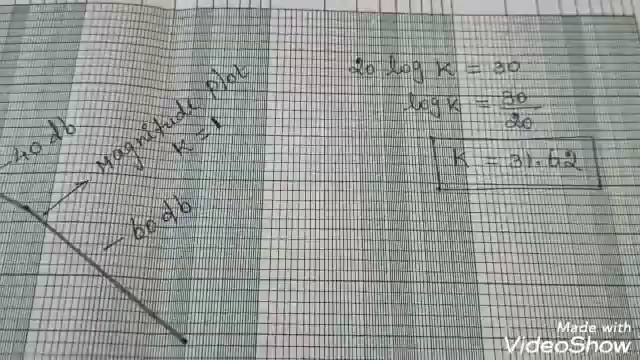 -40 db
Magnitude plot
K = 1
-60 db
20 log K = 30
log K = 30/20
K = 31.62
Made with
VideoShow